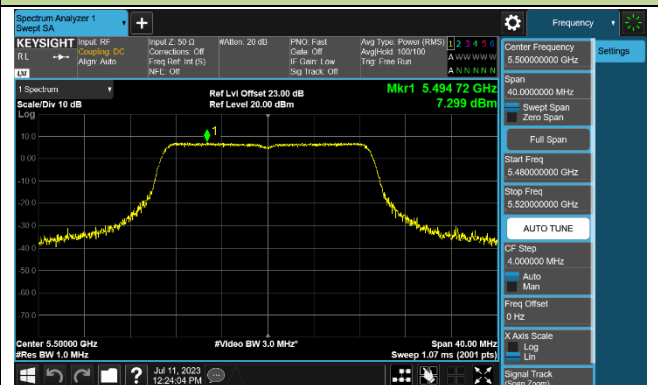 Spectrum Analyzer 1
Swept SA
Frequency
KEYSIGHT
RL
LXI
Input: RF
Coupling: DC
Align: Auto
Input Z: 50 Ω
Corrections: Off
Freq Ref: Int (S)
NFE: Off
#Atten: 20 dB
PNO: Fast
Gate: Off
IF Gain: Low
Sig Track: Off
Avg Type: Power (RMS)
Avg|Hold: 100/100
Trig: Free Run
1 2 3 4 5 6
A W W W W W
A N N N N N
1 Spectrum
Scale/Div 10 dB
Log
Ref Lvl Offset 23.00 dB
Ref Level 20.00 dBm
Mkr1 5.494 72 GHz
7.299 dBm
1
10.0
0.00
-10.0
-20.0
-30.0
-40.0
-50.0
-60.0
-70.0
Center 5.50000 GHz
#Res BW 1.0 MHz
#Video BW 3.0 MHz*
Span 40.00 MHz
Sweep 1.07 ms (2001 pts)
Center Frequency
5.500000000 GHz
Settings
Span
40.0000000 MHz
Swept Span
Zero Span
Full Span
Start Freq
5.480000000 GHz
Stop Freq
5.520000000 GHz
AUTO TUNE
CF Step
4.000000 MHz
Auto
Man
Freq Offset
0 Hz
X Axis Scale
Log
Lin
Signal Track
(Span Zoom)
Jul 11, 2023
12:24:04 PM